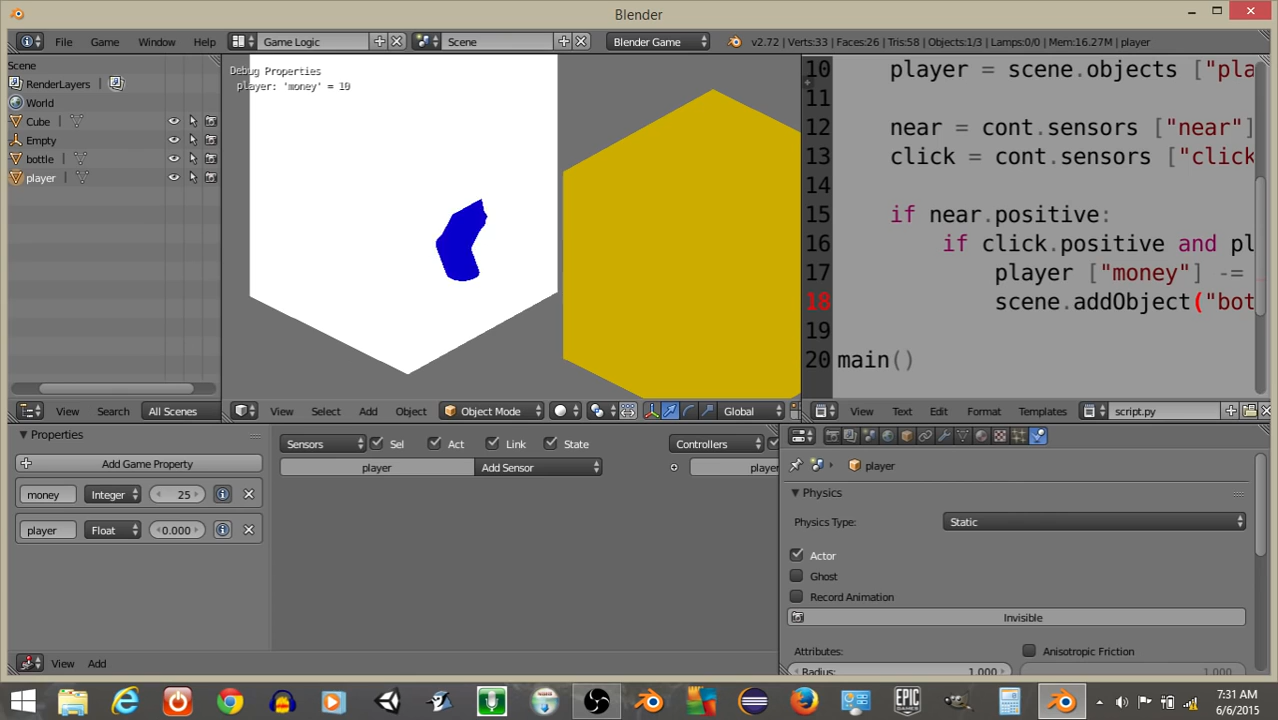 Blender
File Game Window Help Game Logic Scene Blender Game v2.72 | Verts:33 | Faces:26 | Tris:58 | Objects:1/3 | Lamps:0/0 | Mem:16.27M | player
Scene
RenderLayers
World
Cube
Empty
bottle
player
View Search All Scenes
Debug Properties
player: 'money' = 10
View Select Add Object Object Mode Global
10 player = scene.objects ["pla
11
12 near = cont.sensors ["near"]
13 click = cont.sensors ["click
14
15 if near.positive:
16 if click.positive and pl
17 player ["money"] -=
18 scene.addObject("bot
19
20 main()
View Text Edit Format Templates script.py
Properties
Add Game Property
money Integer 25
player Float 0.000
View Add
Sensors Sel Act Link State Controllers
player Add Sensor player
player
Physics
Physics Type: Static
Actor
Ghost
Record Animation
Invisible
Attributes: Anisotropic Friction
Radius: 1.000 1.000
EPIC GAMES
7:31 AM
6/6/2015